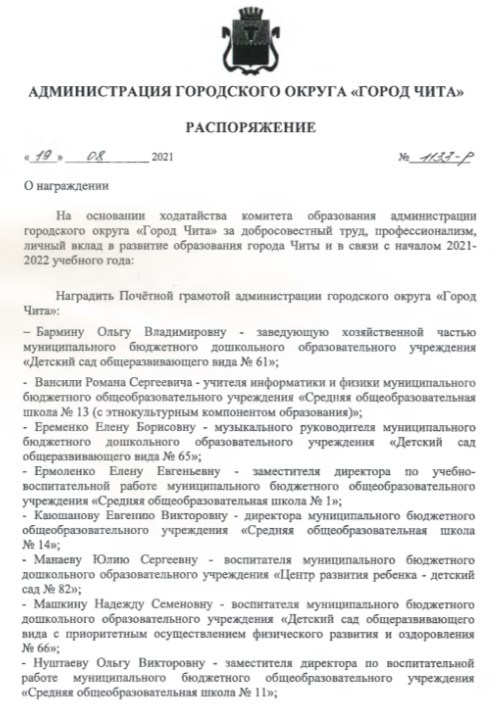 АДМИНИСТРАЦИЯ ГОРОДСКОГО ОКРУГА «ГОРОД ЧИТА»
РАСПОРЯЖЕНИЕ
«19» 08 2021 № 1133-р
О награждении
На основании ходатайства комитета образования администрации
городского округа «Город Чита» за добросовестный труд, профессионализм,
личный вклад в развитие образования города Читы и в связи с началом 2021-
2022 учебного года:
Наградить Почётной грамотой администрации городского округа «Город
Чита»:
– Бармину Ольгу Владимировну - заведующую хозяйственной частью
муниципального бюджетного дошкольного образовательного учреждения
«Детский сад общеразвивающего вида № 61»;
- Вансили Романа Сергеевича - учителя информатики и физики муниципального
бюджетного общеобразовательного учреждения «Средняя общеобразовательная
школа № 13 (с этнокультурным компонентом образования)»;
- Еременко Елену Борисовну - музыкального руководителя муниципального
бюджетного дошкольного образовательного учреждения «Детский сад
общеразвивающего вида № 65»;
- Ермоленко Елену Евгеньевну - заместителя директора по учебно-
воспитательной работе муниципального бюджетного общеобразовательного
учреждения «Средняя общеобразовательная школа № 1»;
- Каюшанову Евгению Викторовну - директора муниципального бюджетного
общеобразовательного учреждения «Средняя общеобразовательная школа
№ 14»;
- Манаеву Юлию Сергеевну - воспитателя муниципального бюджетного
дошкольного образовательного учреждения «Центр развития ребенка - детский
сад № 82»;
- Машкину Надежду Семеновну - воспитателя муниципального бюджетного
дошкольного образовательного учреждения «Детский сад общеразвивающего
вида с приоритетным осуществлением физического развития и оздоровления
№ 66»;
- Нуштаеву Ольгу Викторовну - заместителя директора по воспитательной
работе муниципального бюджетного общеобразовательного учреждения
«Средняя общеобразовательная школа № 11»;